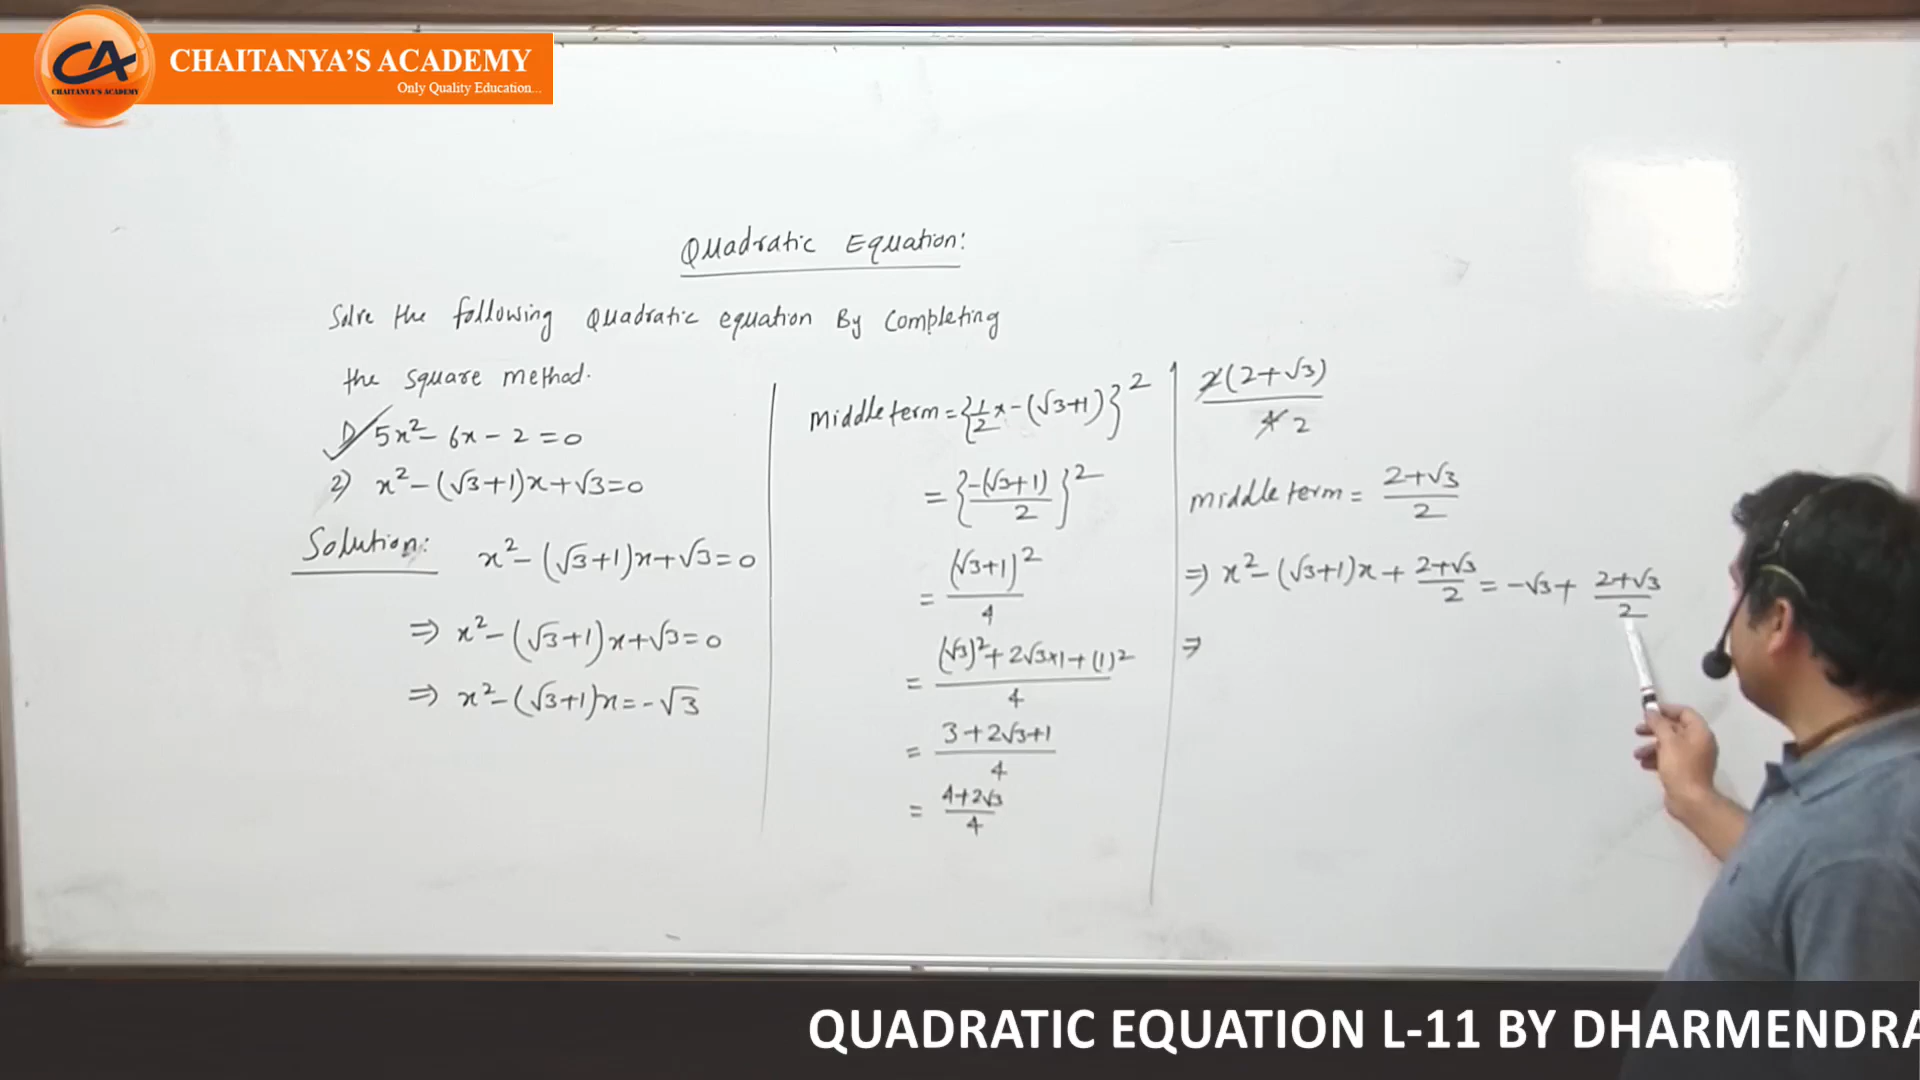 CA
CHAITANYA'S ACADEMY
CHAITANYA'S ACADEMY
Only Quality Education...
Quadratic Equation:
Solve the following Quadratic equation By Completing
the square method.
1) 5x² - 6x - 2 = 0
2) x² - (√3+1)x + √3 = 0
Solution: x² - (√3+1)x + √3 = 0
⇒ x² - (√3+1)x + √3 = 0
⇒ x² - (√3+1)x = -√3
middle term = {1/2 x - (√3+1)}²
= {-(√3+1)/2}²
= (√3+1)²/4
= (√3)² + 2√3×1 + (1)²/4
= 3+2√3+1/4
= 4+2√3/4
2(2+√3)/4 2
middle term = 2+√3/2
⇒ x² - (√3+1)x + 2+√3/2 = -√3 + 2+√3/2
⇒
QUADRATIC EQUATION L-11 BY DHARMENDRA